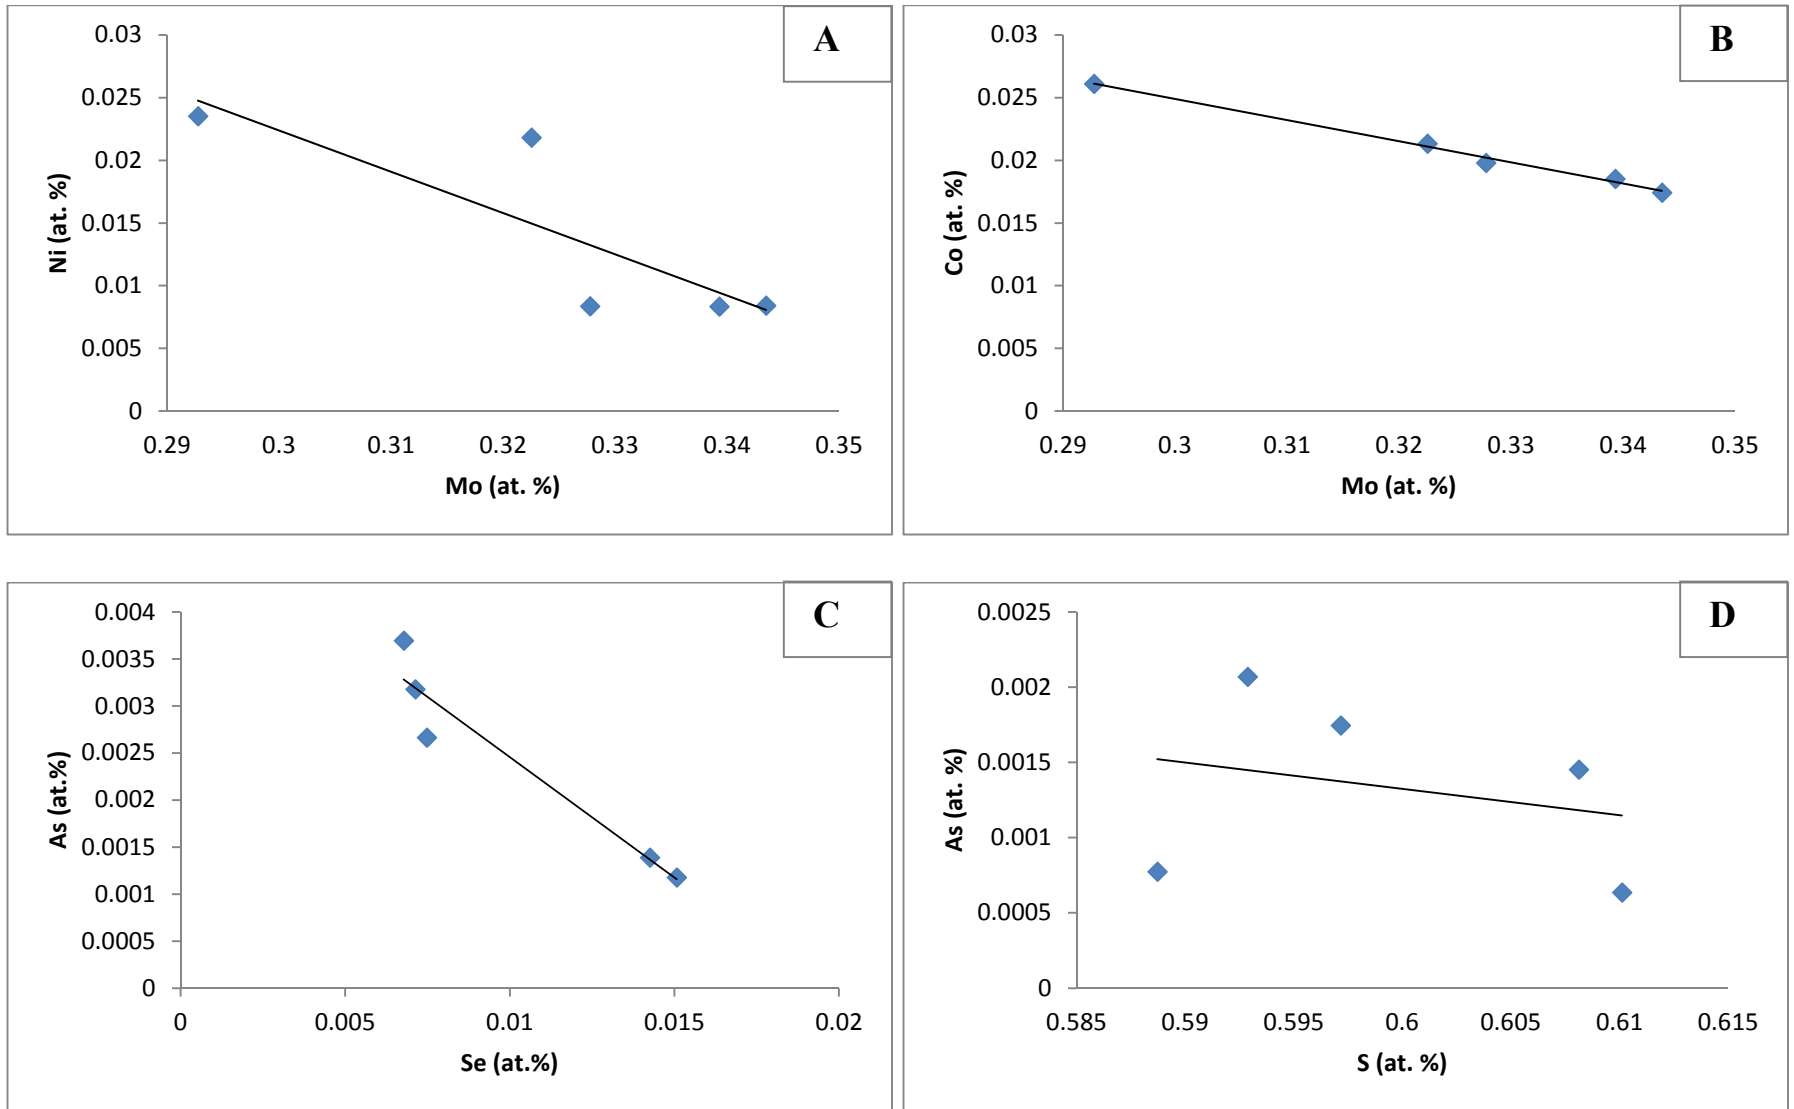 A
0.03
0.025
0.02
0.015
0.01
0.005
0
Ni (at. %)
0.29 0.3 0.31 0.32 0.33 0.34 0.35
Mo (at. %)
B
0.03
0.025
0.02
0.015
0.01
0.005
0
Co (at. %)
0.29 0.3 0.31 0.32 0.33 0.34 0.35
Mo (at. %)
C
0.004
0.0035
0.003
0.0025
0.002
0.0015
0.001
0.0005
0
As (at.%)
0 0.005 0.01 0.015 0.02
Se (at.%)
D
0.0025
0.002
0.0015
0.001
0.0005
0
As (at. %)
0.585 0.59 0.595 0.6 0.605 0.61 0.615
S (at. %)